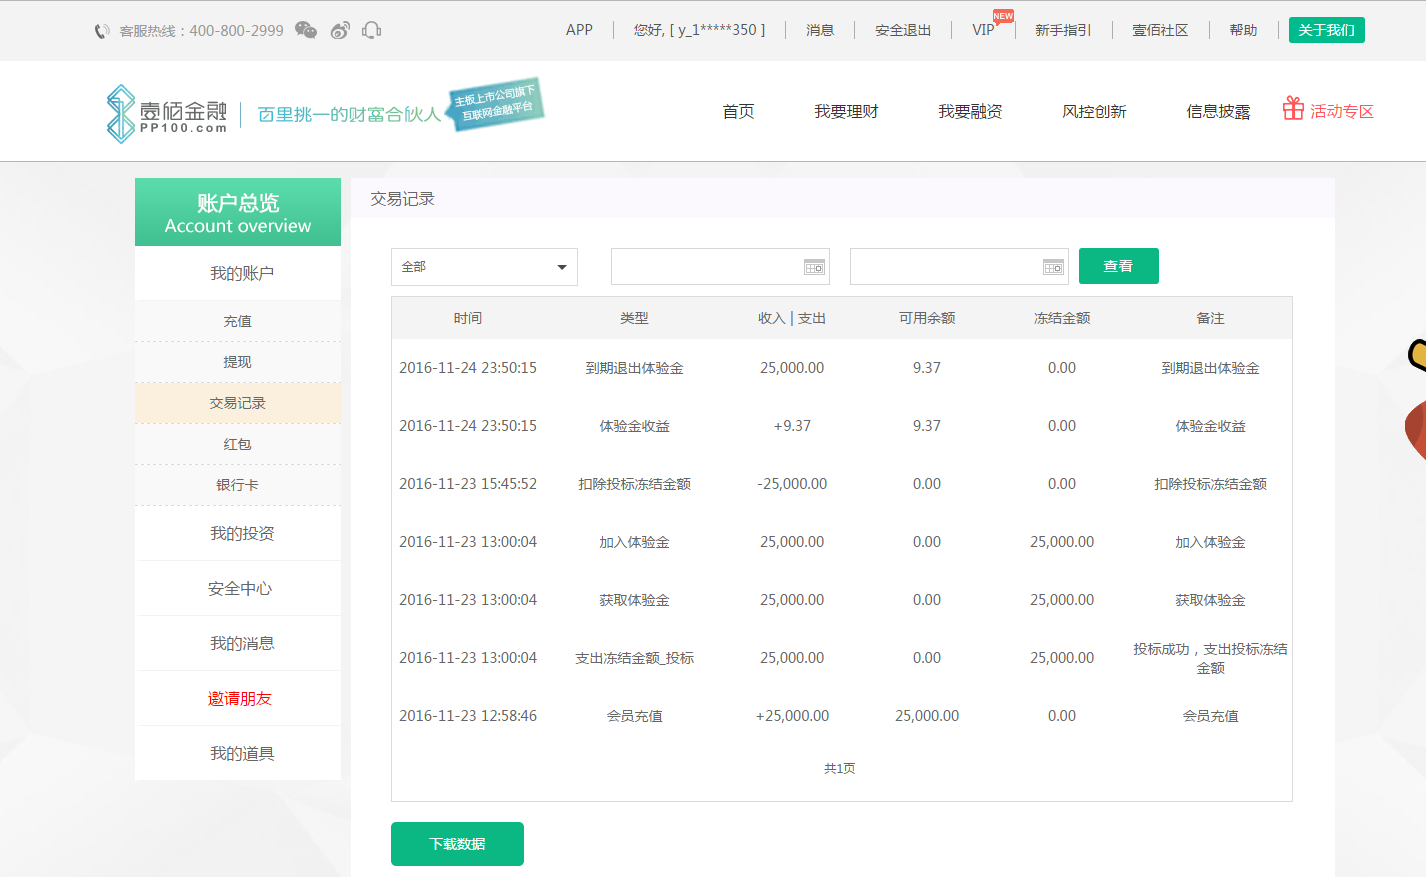 客服热线：400-800-2999
APP
您好, [ y_1*****350 ]
消息
安全退出
VIP
NEW
新手指引
壹佰社区
帮助
关于我们
壹佰金融
PP100.com
百里挑一的财富合伙人
主板上市公司旗下
互联网金融平台
首页
我要理财
我要融资
风控创新
信息披露
活动专区
账户总览
Account overview
我的账户
充值
提现
交易记录
红包
银行卡
我的投资
安全中心
我的消息
邀请朋友
我的道具
交易记录
全部
查看
时间 类型 收入 | 支出 可用余额 冻结金额 备注
2016-11-24 23:50:15 到期退出体验金 25,000.00 9.37 0.00 到期退出体验金
2016-11-24 23:50:15 体验金收益 +9.37 9.37 0.00 体验金收益
2016-11-23 15:45:52 扣除投标冻结金额 -25,000.00 0.00 0.00 扣除投标冻结金额
2016-11-23 13:00:04 加入体验金 25,000.00 0.00 25,000.00 加入体验金
2016-11-23 13:00:04 获取体验金 25,000.00 0.00 25,000.00 获取体验金
2016-11-23 13:00:04 支出冻结金额_投标 25,000.00 0.00 25,000.00 投标成功，支出投标冻结
金额
2016-11-23 12:58:46 会员充值 +25,000.00 25,000.00 0.00 会员充值
共1页
下载数据